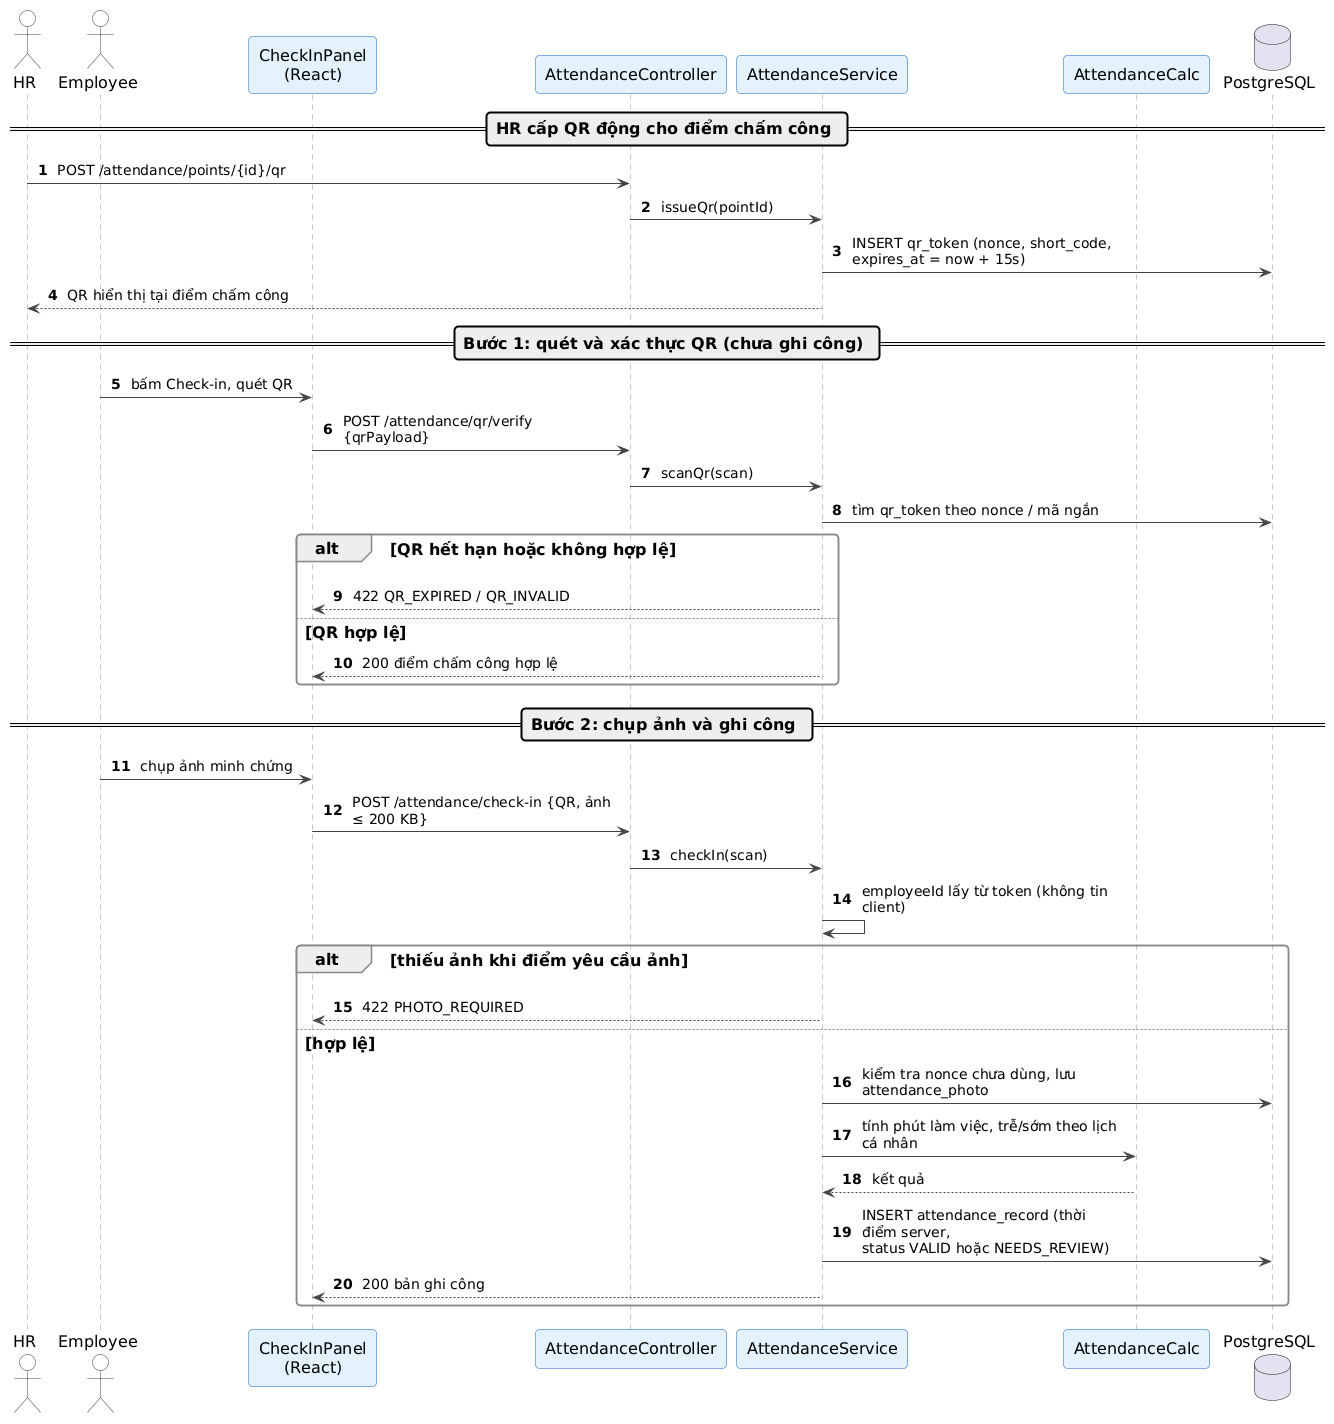 HR
Employee
CheckInPanel
(React)
AttendanceController
AttendanceService
AttendanceCalc
PostgreSQL
HR cấp QR động cho điểm chấm công
1 POST /attendance/points/{id}/qr
2 issueQr(pointId)
3 INSERT qr_token (nonce, short_code,
expires_at = now + 15s)
4 QR hiển thị tại điểm chấm công
Bước 1: quét và xác thực QR (chưa ghi công)
5 bấm Check-in, quét QR
6 POST /attendance/qr/verify
{qrPayload}
7 scanQr(scan)
8 tìm qr_token theo nonce / mã ngắn
alt [QR hết hạn hoặc không hợp lệ]
9 422 QR_EXPIRED / QR_INVALID
[QR hợp lệ]
10 200 điểm chấm công hợp lệ
Bước 2: chụp ảnh và ghi công
11 chụp ảnh minh chứng
12 POST /attendance/check-in {QR, ảnh
≤ 200 KB}
13 checkIn(scan)
14 employeeId lấy từ token (không tin
client)
alt [thiếu ảnh khi điểm yêu cầu ảnh]
15 422 PHOTO_REQUIRED
[hợp lệ]
16 kiểm tra nonce chưa dùng, lưu
attendance_photo
17 tính phút làm việc, trễ/sớm theo lịch
cá nhân
18 kết quả
19 INSERT attendance_record (thời
điểm server,
status VALID hoặc NEEDS_REVIEW)
20 200 bản ghi công
HR
Employee
CheckInPanel
(React)
AttendanceController
AttendanceService
AttendanceCalc
PostgreSQL